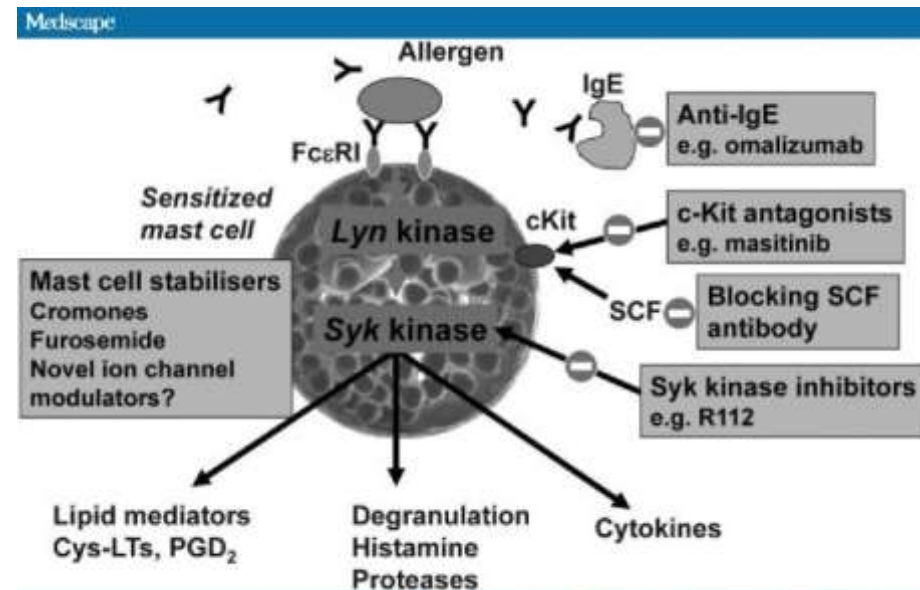 Medscape
Allergen
IgE
Anti-IgE
e.g. omalizumab
FcεRI
Sensitized
mast cell
Lyn kinase
cKit
c-Kit antagonists
e.g. masitinib
Mast cell stabilisers
Cromones
Furosemide
Novel ion channel
modulators?
Syk kinase
SCF
Blocking SCF
antibody
Syk kinase inhibitors
e.g. R112
Lipid mediators
Cys-LTs, PGD₂
Degranulation
Histamine
Proteases
Cytokines